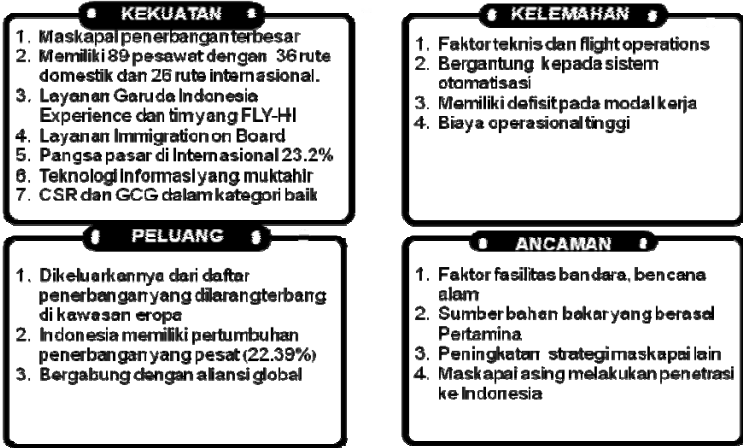 KEKUATAN
1. Maskapai penerbangan terbesar
2. Memiliki 89 pesawat dengan 36 rute
domestik dan 26 rute internasional.
3. Layanan Garuda Indonesia
Experience dan tim yang FLY-HI
4. Layanan Immigration on Board
5. Pangsa pasar di Internasional 23.2%
6. Teknologi Informasi yang muktahir
7. CSR dan GCG dalam kategori baik
KELEMAHAN
1. Faktor teknis dan flight operations
2. Bergantung kepada sistem
otomatisasi
3. Memiliki defisit pada modal kerja
4. Biaya operasional tinggi
PELUANG
1. Dikeluarkannya dari daftar
penerbangan yang dilarang terbang
di kawasan eropa
2. Indonesia memiliki pertumbuhan
penerbangan yang pesat (22.39%)
3. Bergabung dengan aliansi global
ANCAMAN
1. Faktor fasilitas bandara, bencana
alam
2. Sumber bahan bakar yang berasal
Pertamina
3. Peningkatan strategi maskapai lain
4. Maskapai asing melakukan penetrasi
ke Indonesia